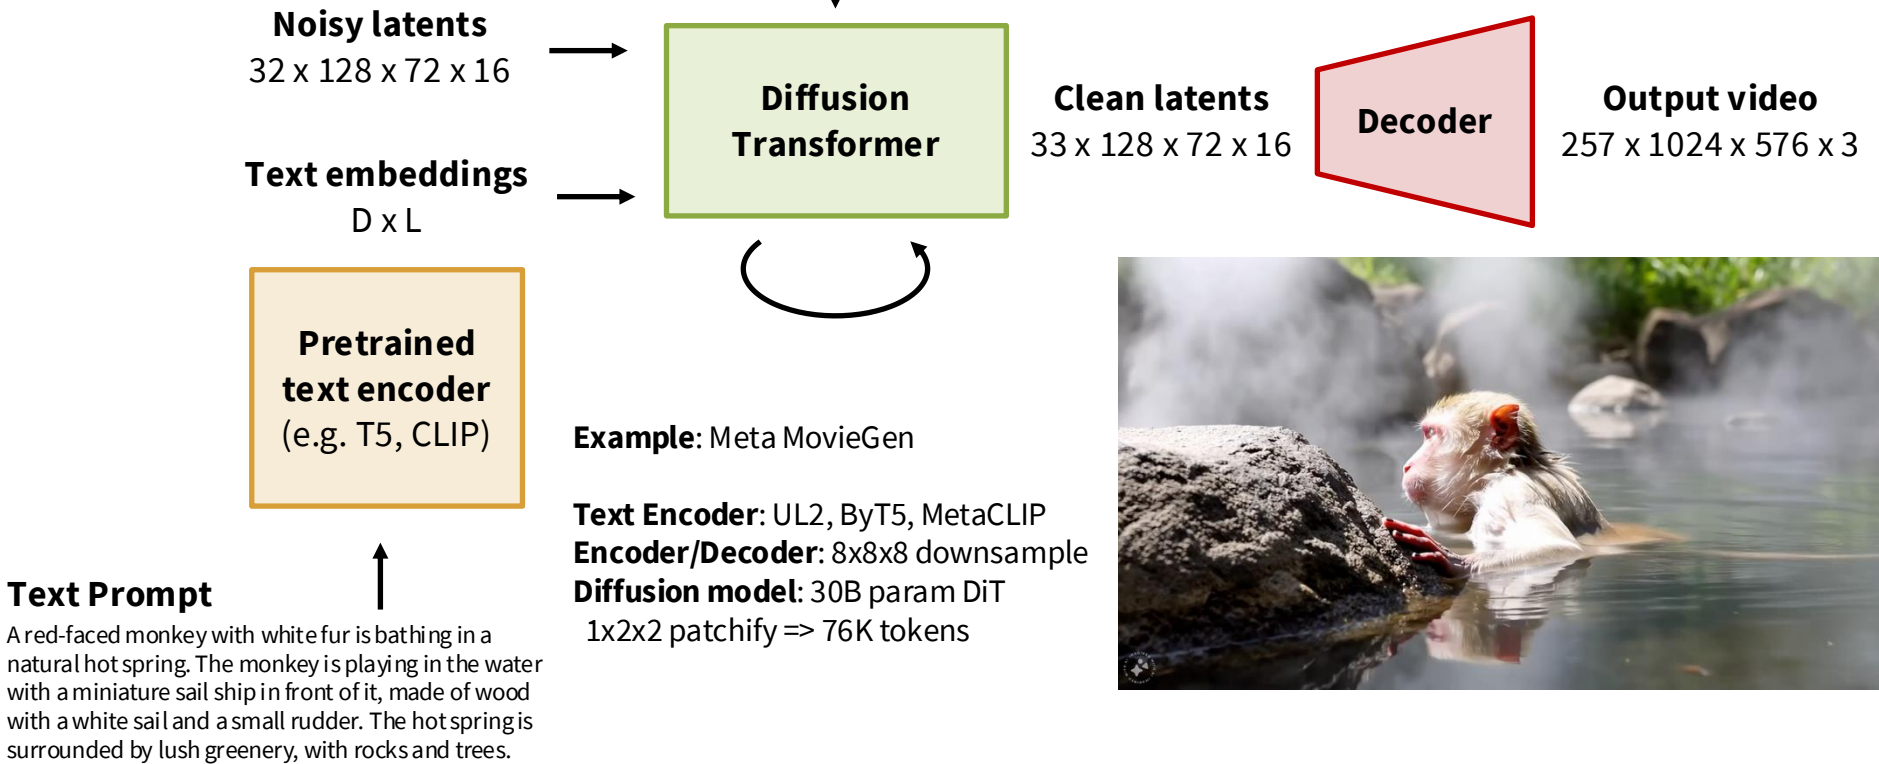 Noisy latents
32 x 128 x 72 x 16
Text embeddings
D x L
Pretrained
text encoder
(e.g. T5, CLIP)
Text Prompt
A red-faced monkey with white fur is bathing in a
natural hot spring. The monkey is playing in the water
with a miniature sail ship in front of it, made of wood
with a white sail and a small rudder. The hot spring is
surrounded by lush greenery, with rocks and trees.
Diffusion
Transformer
Clean latents
33 x 128 x 72 x 16
Decoder
Output video
257 x 1024 x 576 x 3
Example: Meta MovieGen
Text Encoder: UL2, ByT5, MetaCLIP
Encoder/Decoder: 8x8x8 downsample
Diffusion model: 30B param DiT
1x2x2 patchify => 76K tokens